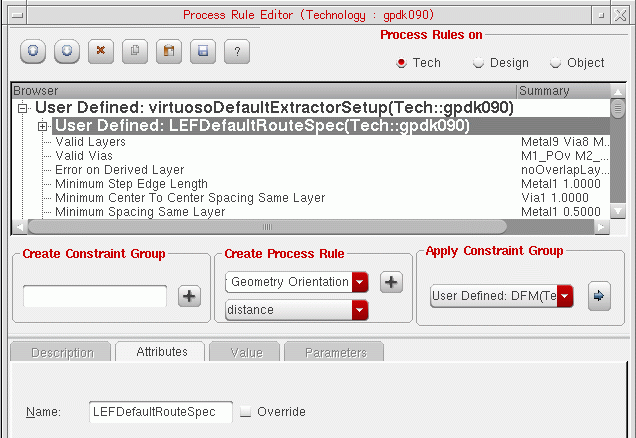 Process Rule Editor (Technology : gpdk090)
Process Rules on
Tech Design Object
?
Browser Summary
User Defined: virtuosoDefaultExtractorSetup(Tech::gpdk090)
User Defined: LEFDefaultRouteSpec(Tech::gpdk090)
Valid Layers Metal9 Via8 M...
Valid Vias M1_POv M2_...
Error on Derived Layer noOverlapLay...
Minimum Step Edge Length Metal1 1.0000
Minimum Center To Center Spacing Same Layer Via1 1.0000
Minimum Spacing Same Layer Metal1 0.5000
Create Constraint Group Create Process Rule Apply Constraint Group
Geometry Orientation
User Defined: DFM(Te
distance
Description Attributes Value Parameters
Name: LEFDefaultRouteSpec Override